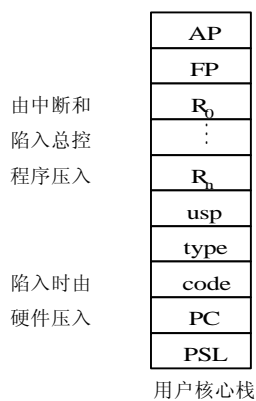 AP
FP
由中断和 R0
陷入总控 ⋮
程序压入 Rn
usp
type
陷入时由 code
硬件压入 PC
PSL
用户核心栈